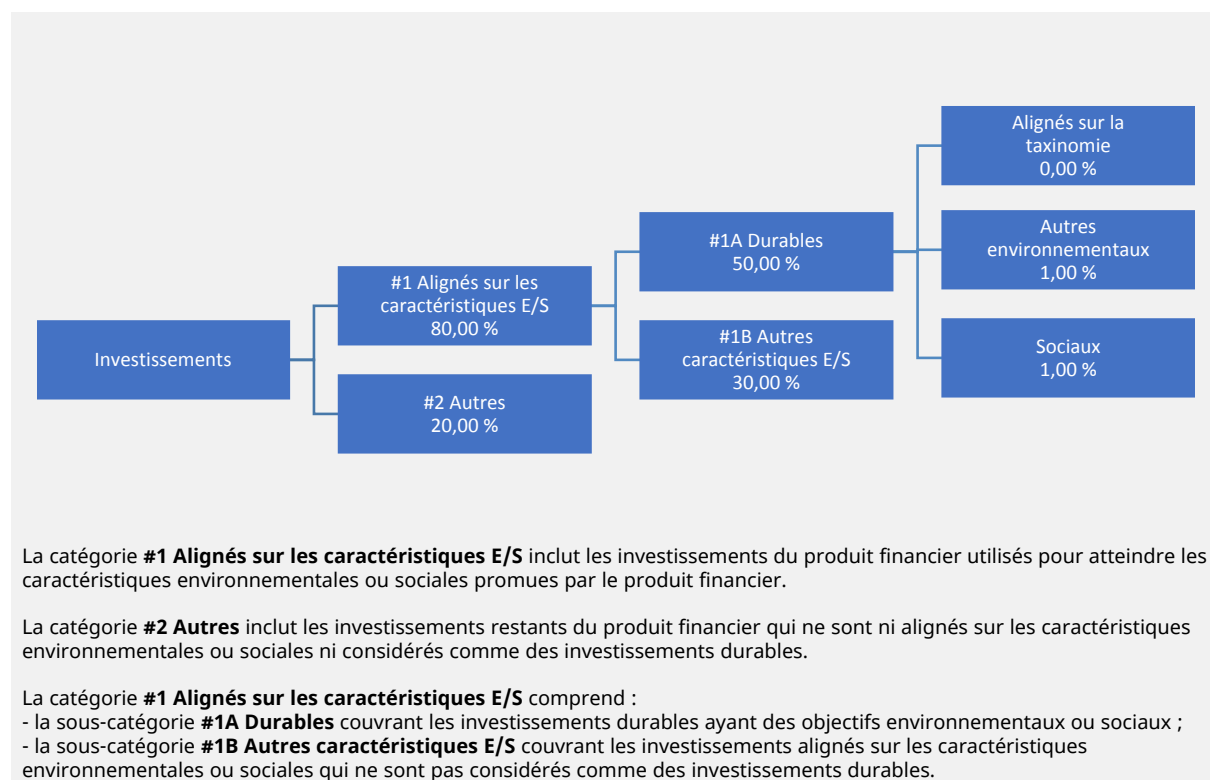 Investissements
#1 Alignés sur les
caractéristiques E/S
80,00 %
#2 Autres
20,00 %
#1A Durables
50,00 %
#1B Autres
caractéristiques E/S
30,00 %
Alignés sur la
taxinomie
0,00 %
Autres
environnementaux
1,00 %
Sociaux
1,00 %
La catégorie #1 Alignés sur les caractéristiques E/S inclut les investissements du produit financier utilisés pour atteindre les
caractéristiques environnementales ou sociales promues par le produit financier.
La catégorie #2 Autres inclut les investissements restants du produit financier qui ne sont ni alignés sur les caractéristiques
environnementales ou sociales ni considérés comme des investissements durables.
La catégorie #1 Alignés sur les caractéristiques E/S comprend :
- la sous-catégorie #1A Durables couvrant les investissements durables ayant des objectifs environnementaux ou sociaux ;
- la sous-catégorie #1B Autres caractéristiques E/S couvrant les investissements alignés sur les caractéristiques
environnementales ou sociales qui ne sont pas considérés comme des investissements durables.